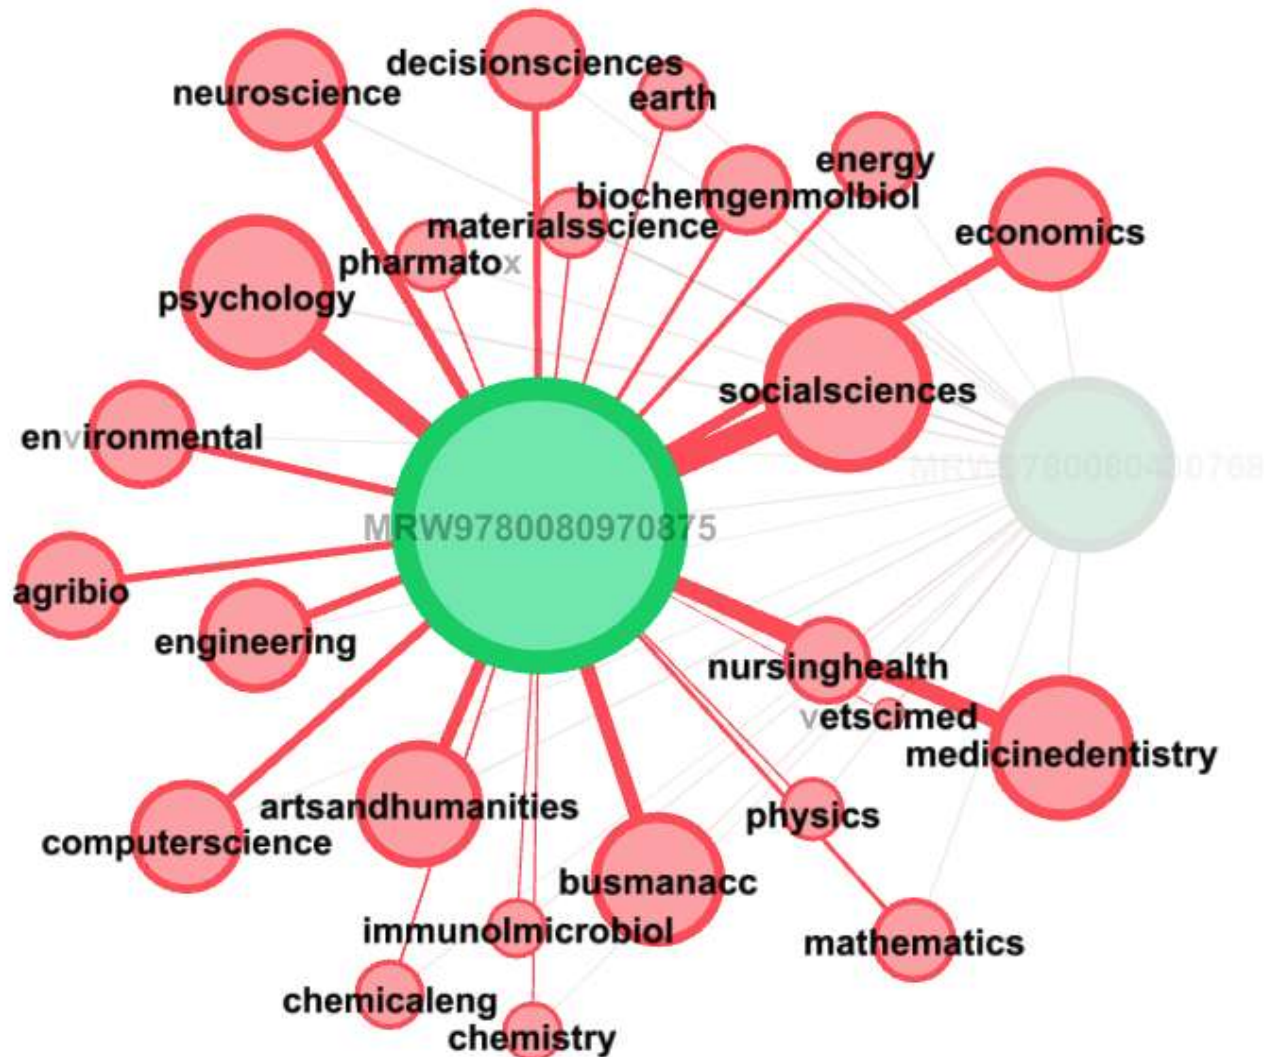 decisionsciences
neuroscience
earth
energy
biochemgenmolbiol
materialsscience
economics
pharmatox
psychology
socialsciences
environmental
MRW9780080970875
agribio
engineering
nursinghealth
vetscimed
medicinedentistry
artsandhumanities
physics
computerscience
busmanacc
immunolmicrobiol
mathematics
chemicaleng
chemistry